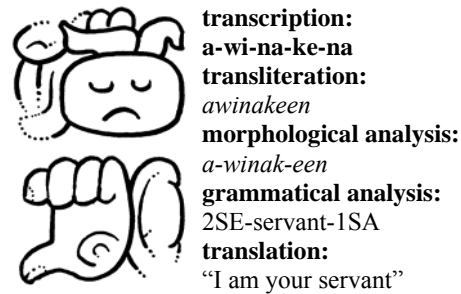 transcription:
a-wi-na-ke-na
transliteration:
awinakeen
morphological analysis:
a-winak-een
grammatical analysis:
2SE-servant-1SA
translation:
“I am your servant”